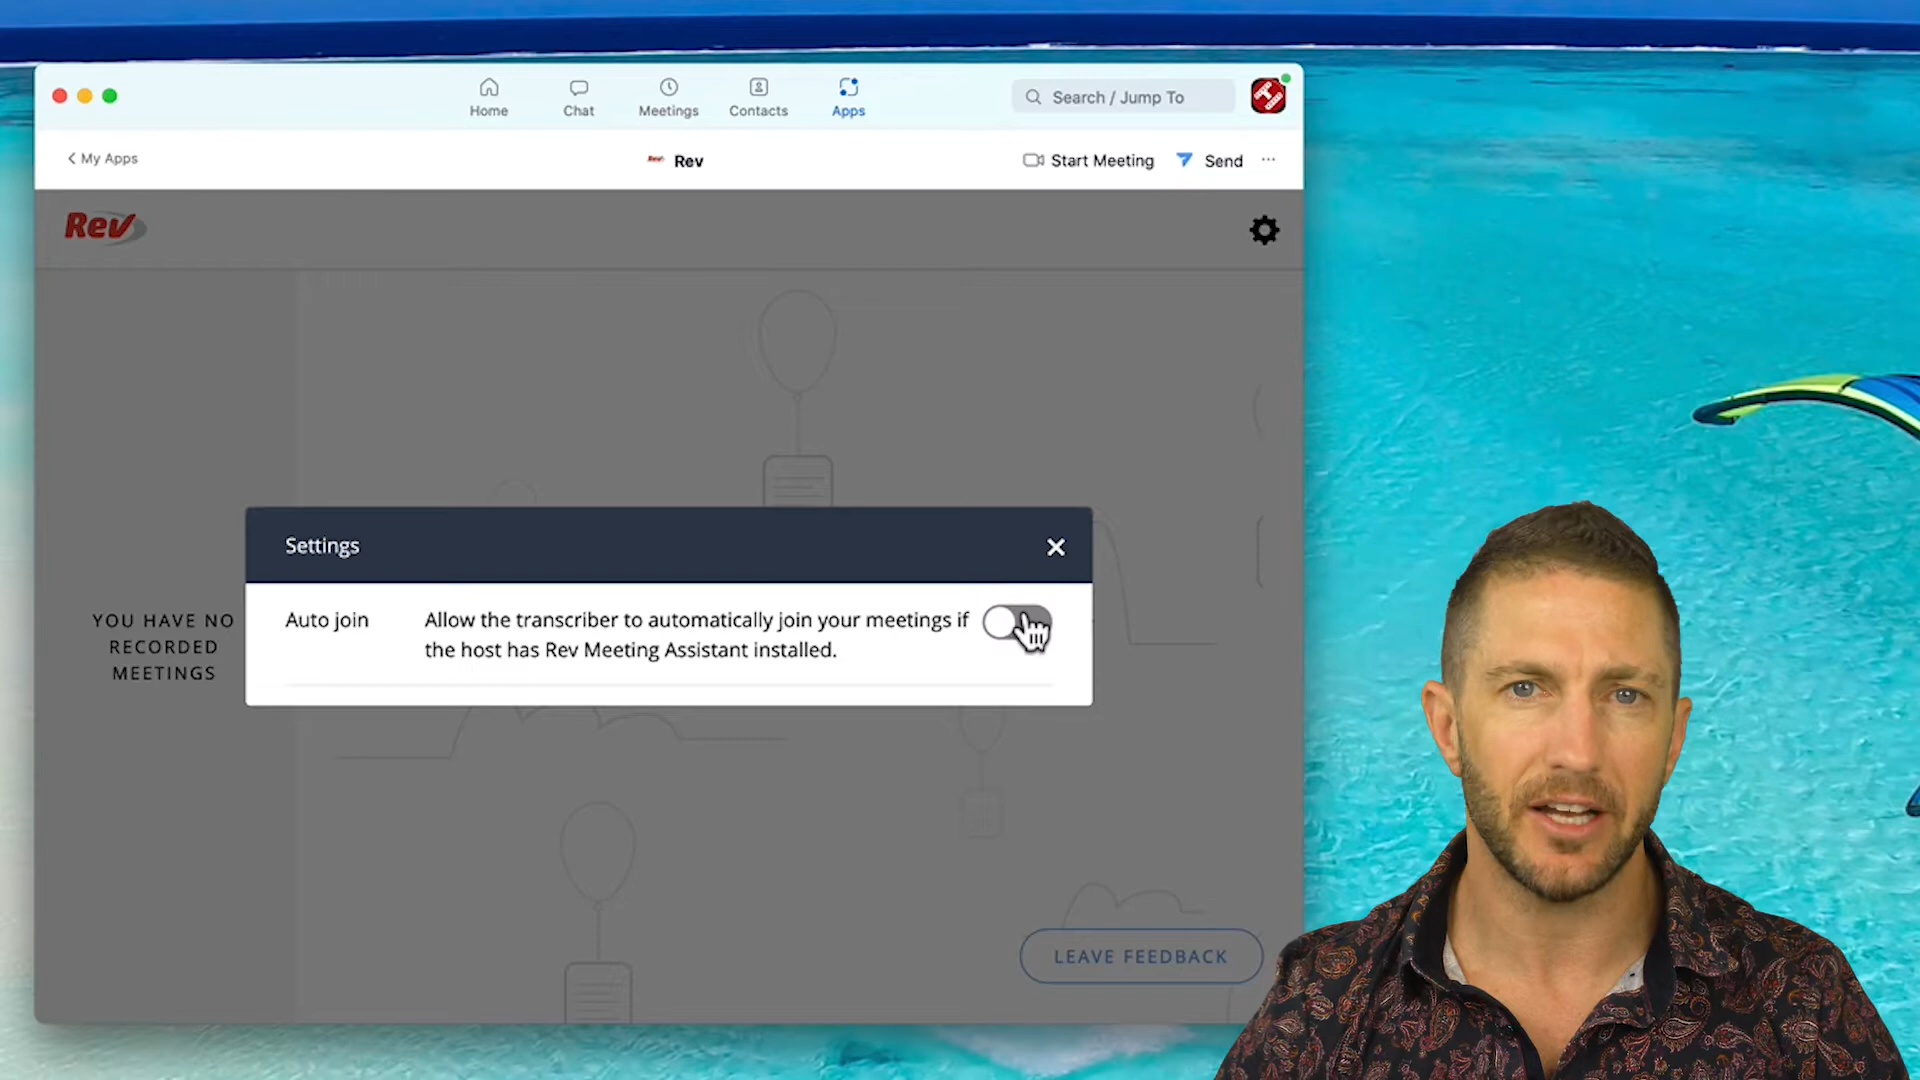 Home
Chat
Meetings
Contacts
Apps
Search / Jump To
My Apps
Rev
Rev
Start Meeting
Send
Rev
Settings
Auto join
Allow the transcriber to automatically join your meetings if
the host has Rev Meeting Assistant installed.
YOU HAVE NO
RECORDED
MEETINGS
LEAVE FEEDBACK